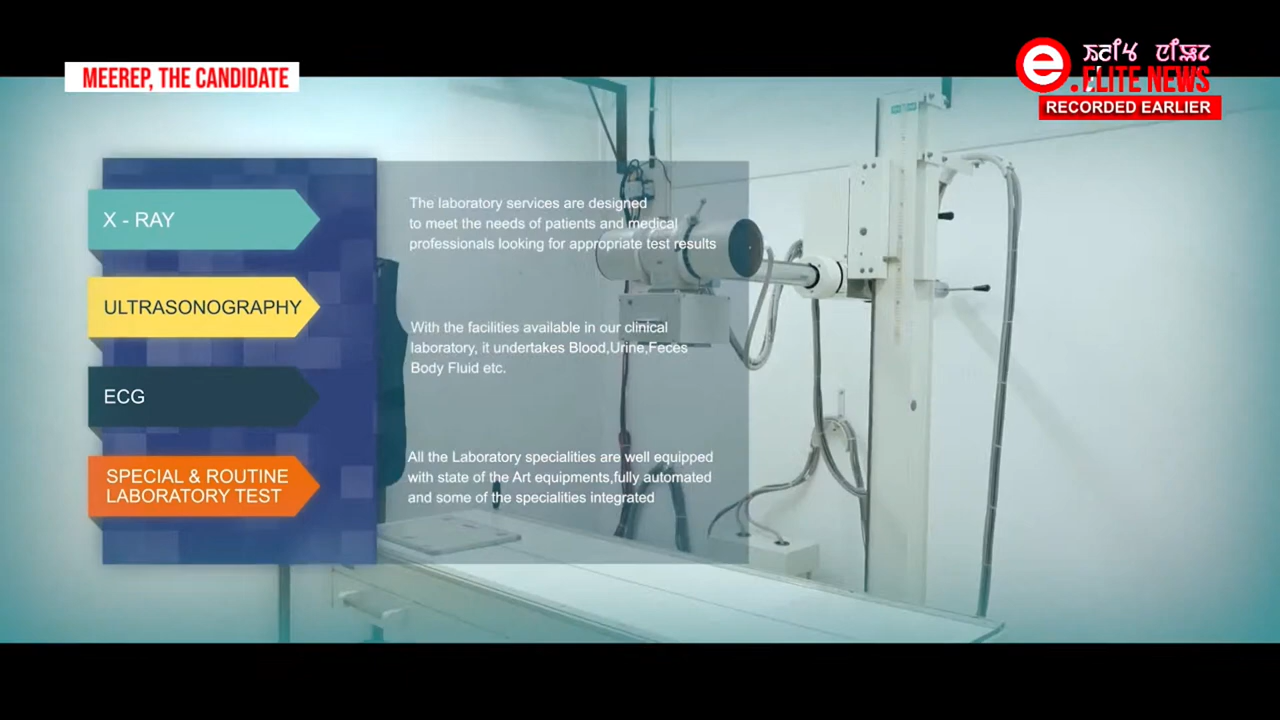 MEEREP, THE CANDIDATE
e
ꯏꯂꯥꯏꯠ
ELITE NEWS
RECORDED EARLIER
X - RAY
ULTRASONOGRAPHY
ECG
SPECIAL & ROUTINE
LABORATORY TEST
The laboratory services are designed
to meet the needs of patients and medical
professionals looking for appropriate test results
With the facilities available in our clinical
laboratory, it undertakes Blood,Urine,Feces
Body Fluid etc.
All the Laboratory specialities are well equipped
with state of the Art equipments,fully automated
and some of the specialities integrated